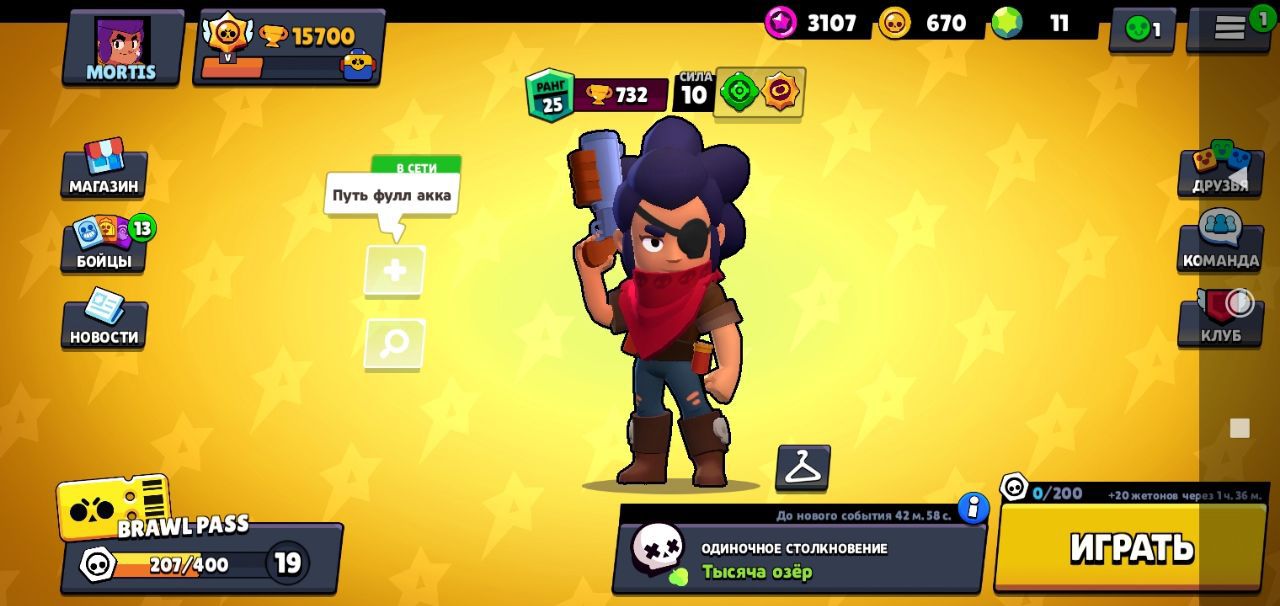 MORTIS
V
15700
3107
670
11
1
1
РАНГ
25
732
СИЛА
10
МАГАЗИН
13
БОЙЦЫ
НОВОСТИ
В СЕТИ
Путь фулл акка
ДРУЗЬЯ
КОМАНДА
КЛУБ
BRAWL PASS
207/400
19
До нового события 42 м. 58 с.
i
ОДИНОЧНОЕ СТОЛКНОВЕНИЕ
Тысяча озёр
0/200
+20 жетонов через 1 ч. 36 м.
ИГРАТЬ